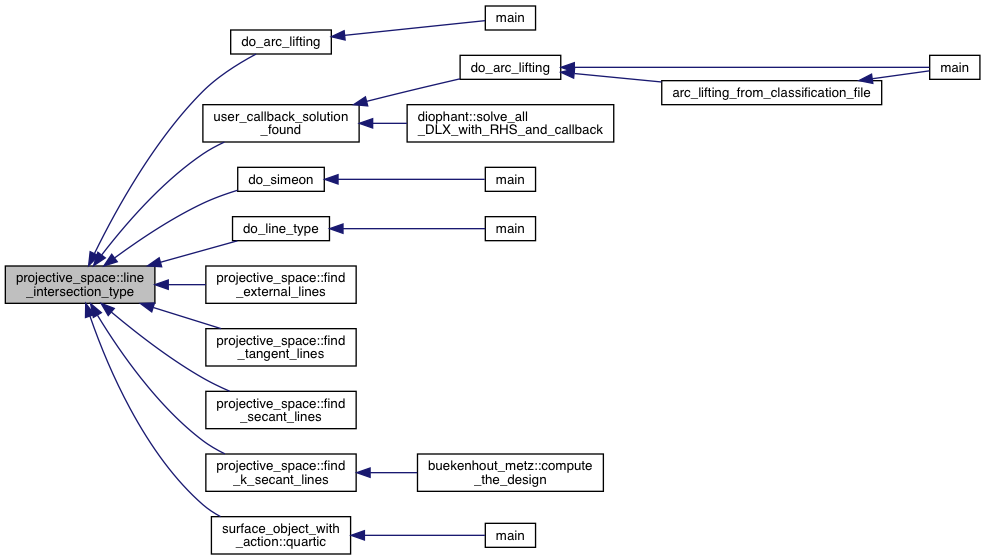 main
do_arc_lifting
do_arc_lifting
main
arc_lifting_from_classification_file
user_callback_solution
_found
diophant::solve_all
_DLX_with_RHS_and_callback
do_simeon
main
do_line_type
main
projective_space::line
_intersection_type
projective_space::find
_external_lines
projective_space::find
_tangent_lines
projective_space::find
_secant_lines
projective_space::find
_k_secant_lines
buekenhout_metz::compute
_the_design
surface_object_with
_action::quartic
main